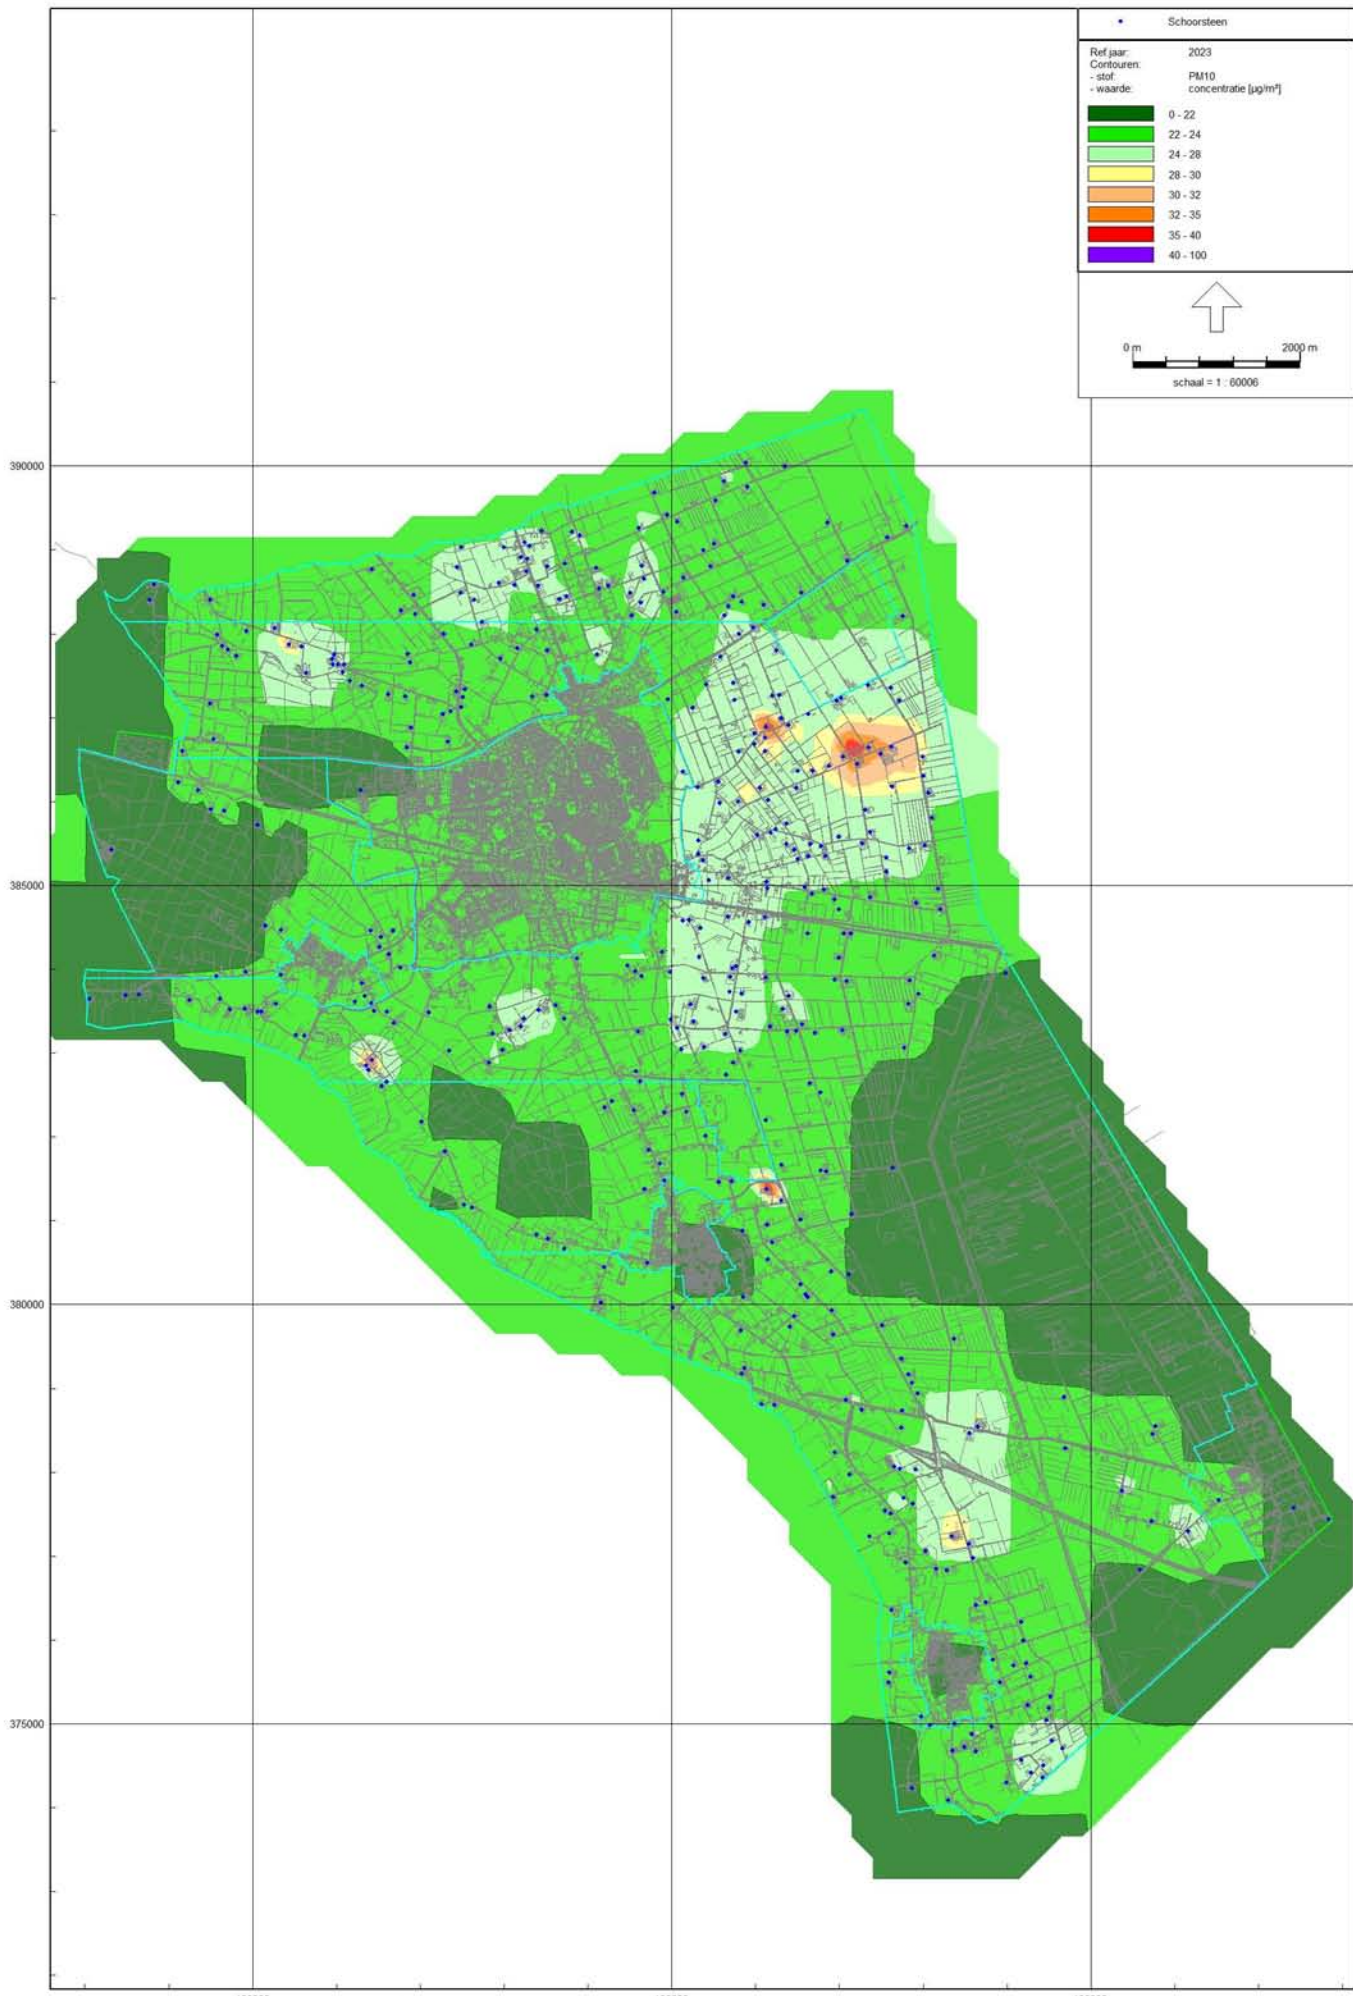 Schoorsteen
Ref.jaar: 2023
Contouren:
- stof: PM10
- waarde: concentratie [µg/m³]
0 - 22
22 - 24
24 - 28
28 - 30
30 - 32
32 - 35
35 - 40
40 - 100
0 m 2000 m
schaal = 1 : 60006
390000
385000
380000
375000